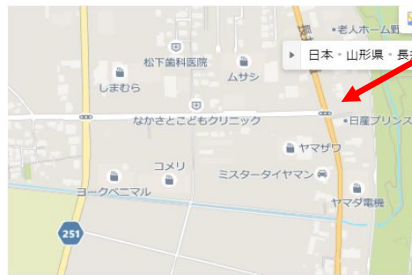 老人ホーム
日本・山形県・長
松下歯科医院
ムサシ
しまむら
なかさとこどもクリニック
日産プリンス
ヤマザワ
コメリ
ミスタータイヤマン
ヨークベニマル
ヤマダ電機
251